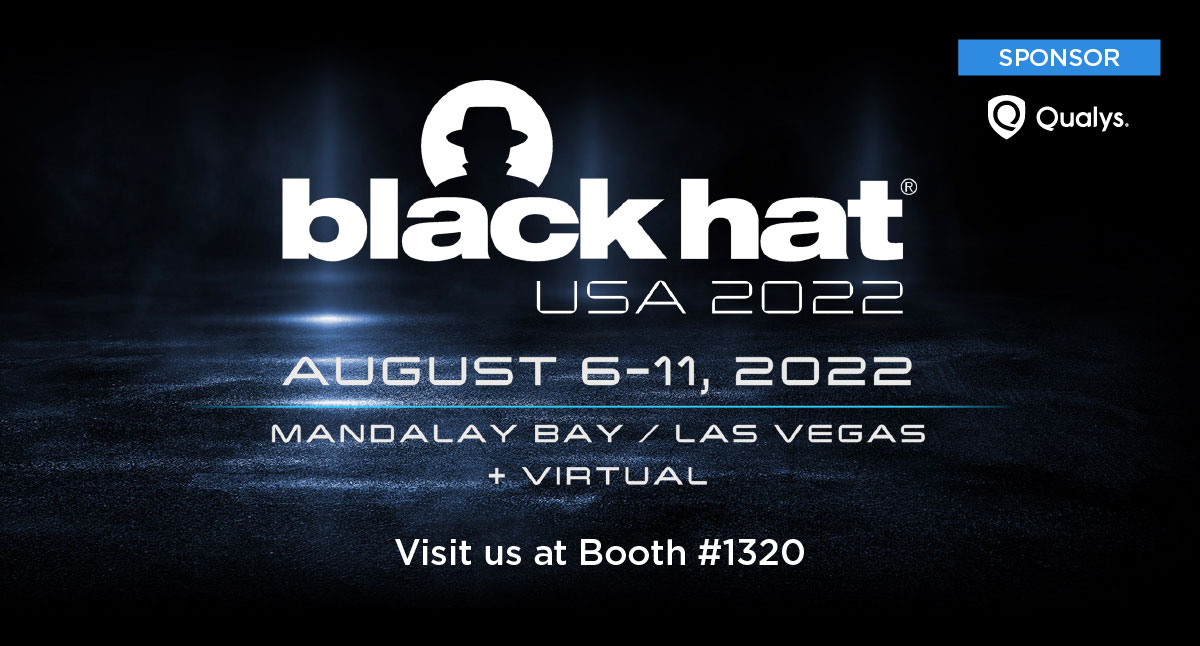 SPONSOR
Qualys.
black hat®
USA 2022
AUGUST 6-11, 2022
MANDALAY BAY / LAS VEGAS
+ VIRTUAL
Visit us at Booth #1320